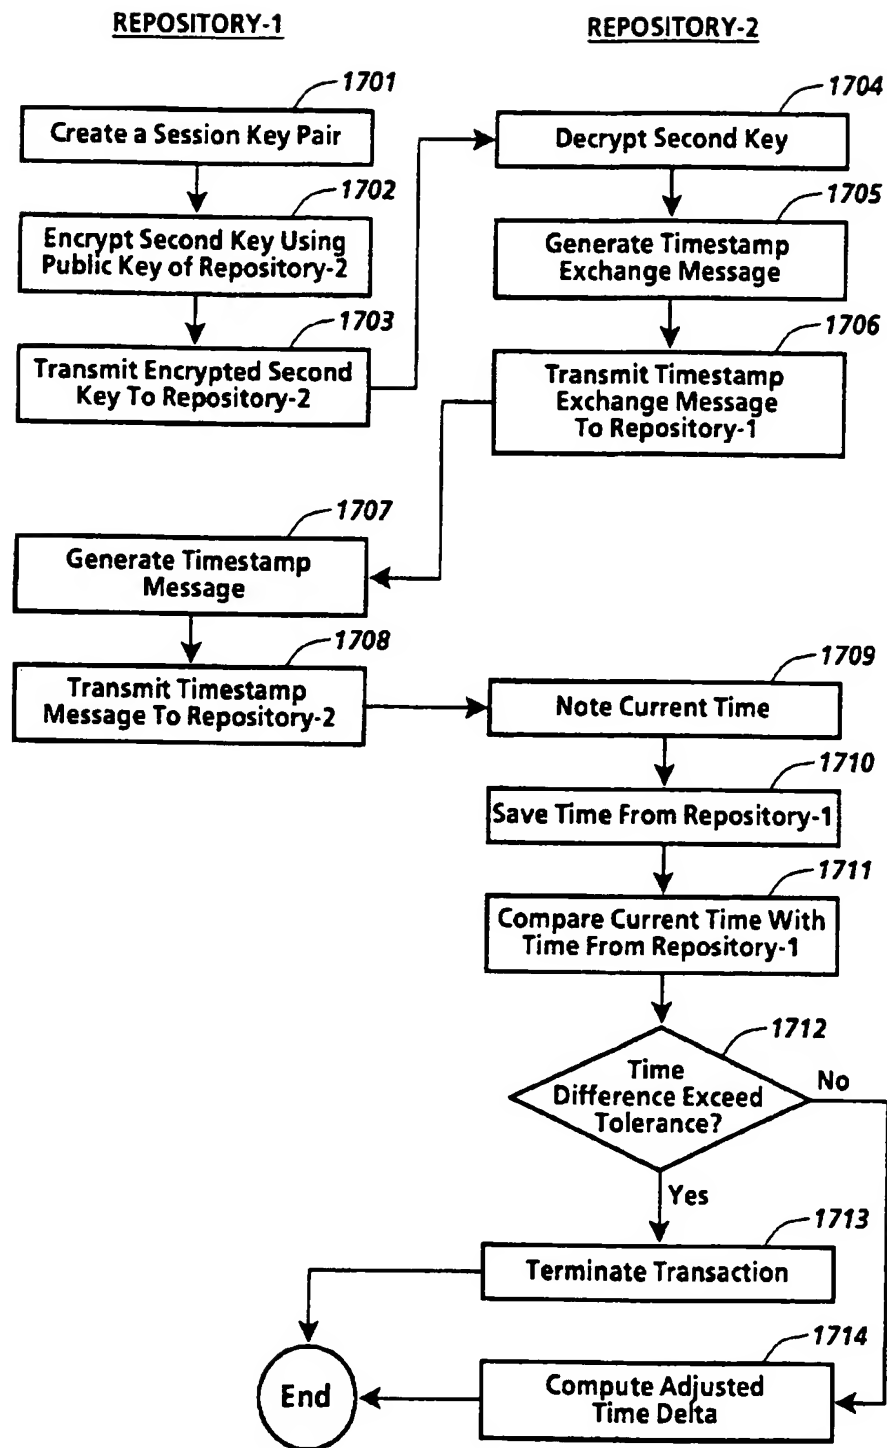 REPOSITORY-1
REPOSITORY-2
1701
Create a Session Key Pair
1702
Encrypt Second Key Using
Public Key of Repository-2
1703
Transmit Encrypted Second
Key To Repository-2
1704
Decrypt Second Key
1705
Generate Timestamp
Exchange Message
1706
Transmit Timestamp
Exchange Message
To Repository-1
1707
Generate Timestamp
Message
1708
Transmit Timestamp
Message To Repository-2
1709
Note Current Time
1710
Save Time From Repository-1
1711
Compare Current Time With
Time From Repository-1
1712
Time
Difference Exceed
Tolerance?
No
Yes
1713
Terminate Transaction
1714
Compute Adjusted
Time Delta
End